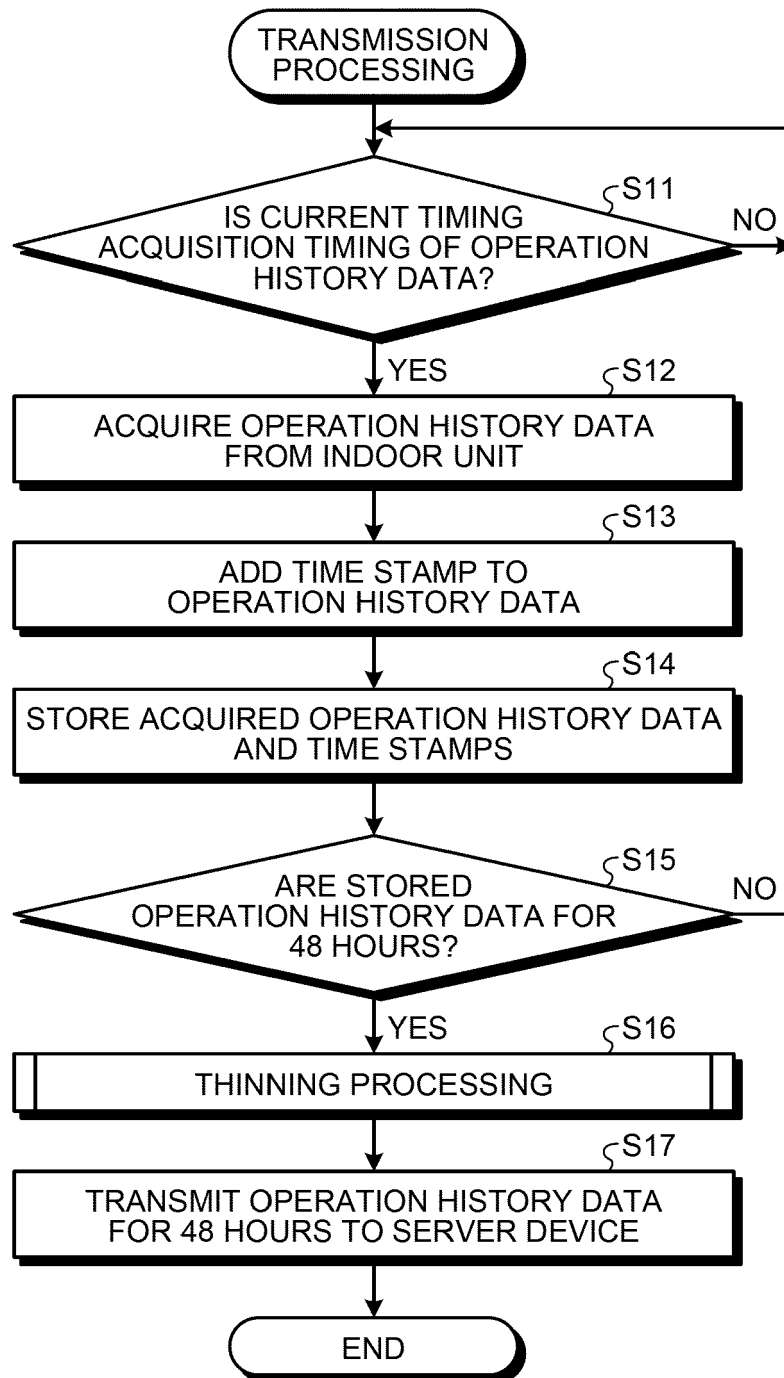 TRANSMISSION
PROCESSING
S11
IS CURRENT TIMING
ACQUISITION TIMING OF OPERATION
HISTORY DATA?
NO
YES
S12
ACQUIRE OPERATION HISTORY DATA
FROM INDOOR UNIT
S13
ADD TIME STAMP TO
OPERATION HISTORY DATA
S14
STORE ACQUIRED OPERATION HISTORY DATA
AND TIME STAMPS
S15
ARE STORED
OPERATION HISTORY DATA FOR
48 HOURS?
NO
YES
S16
THINNING PROCESSING
S17
TRANSMIT OPERATION HISTORY DATA
FOR 48 HOURS TO SERVER DEVICE
END